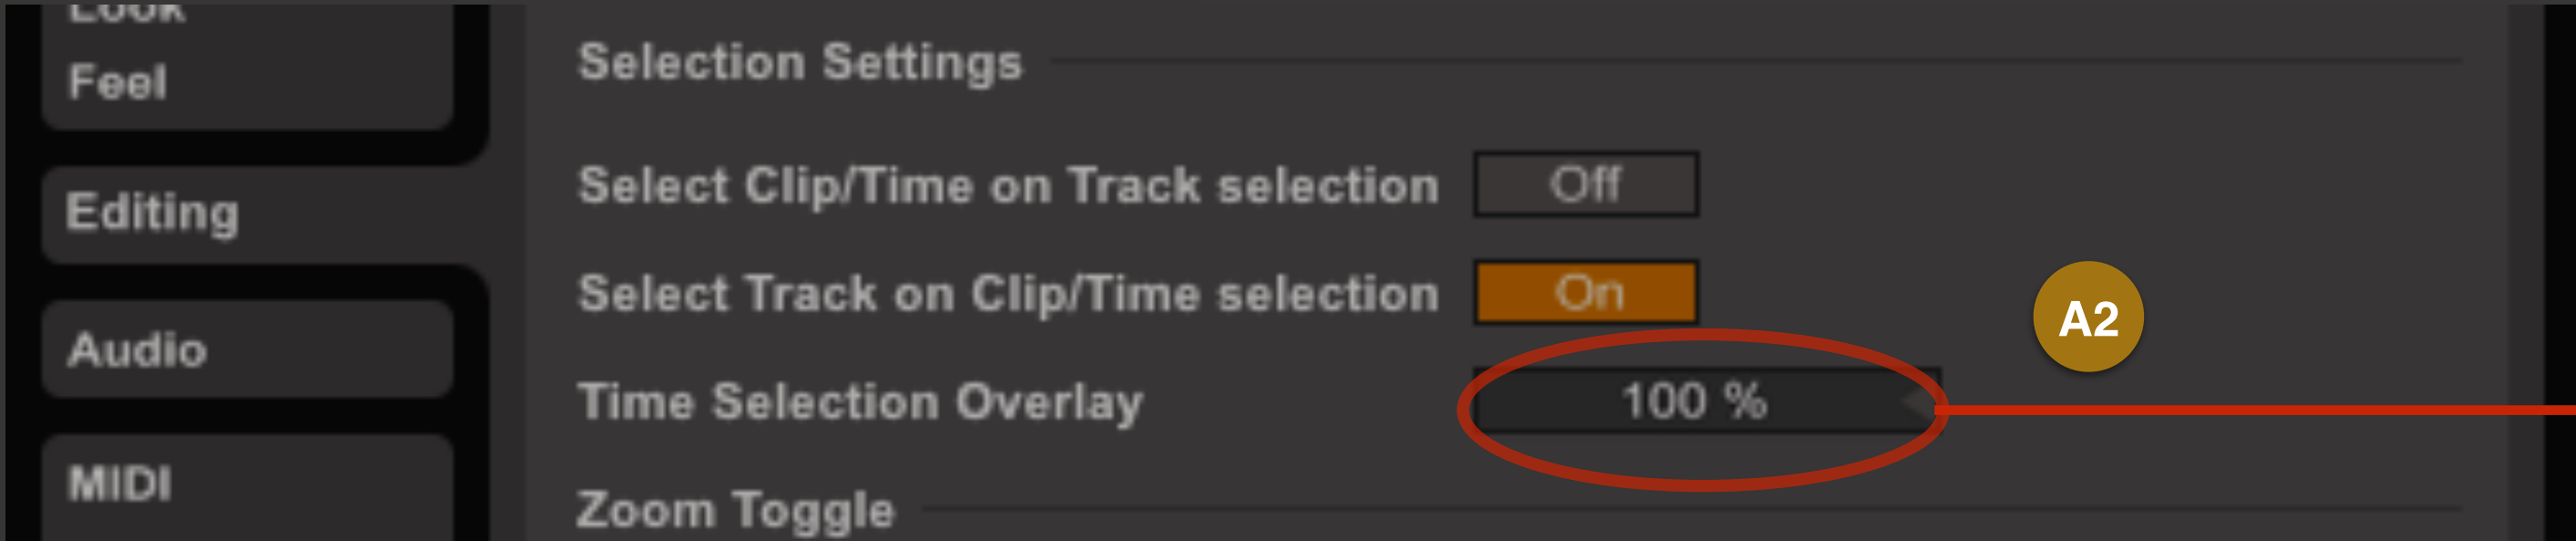 Look
Feel
Editing
Audio
MIDI
Selection Settings
Select Clip/Time on Track selection Off
Select Track on Clip/Time selection On
A2
Time Selection Overlay 100 %
Zoom Toggle